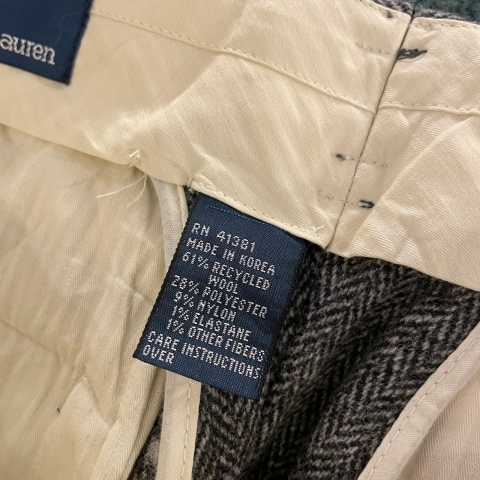 auren
RN 41381
MADE IN KOREA
61% RECYCLED
WOOL
28% POLYESTER
9% NYLON
1% ELASTANE
1% OTHER FIBERS
CARE INSTRUCTIONS
OVER